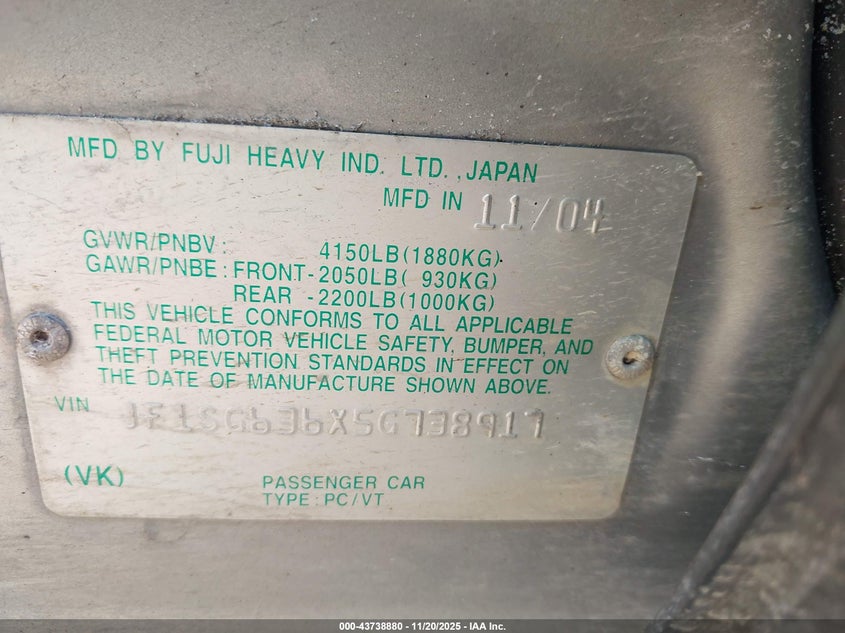 MFD BY FUJI HEAVY IND. LTD., JAPAN
MFD IN 11/04
GVWR/PNBV: 4150LB(1880KG)
GAWR/PNBE: FRONT-2050LB( 930KG)
REAR -2200LB(1000KG)
THIS VEHICLE CONFORMS TO ALL APPLICABLE
FEDERAL MOTOR VEHICLE SAFETY, BUMPER, AND
THEFT PREVENTION STANDARDS IN EFFECT ON
THE DATE OF MANUFACTURE SHOWN ABOVE.
VIN JF1SG636X5G738917
(VK) PASSENGER CAR
TYPE: PC/VT
000-43738880 - 11/20/2025 - IAA Inc.